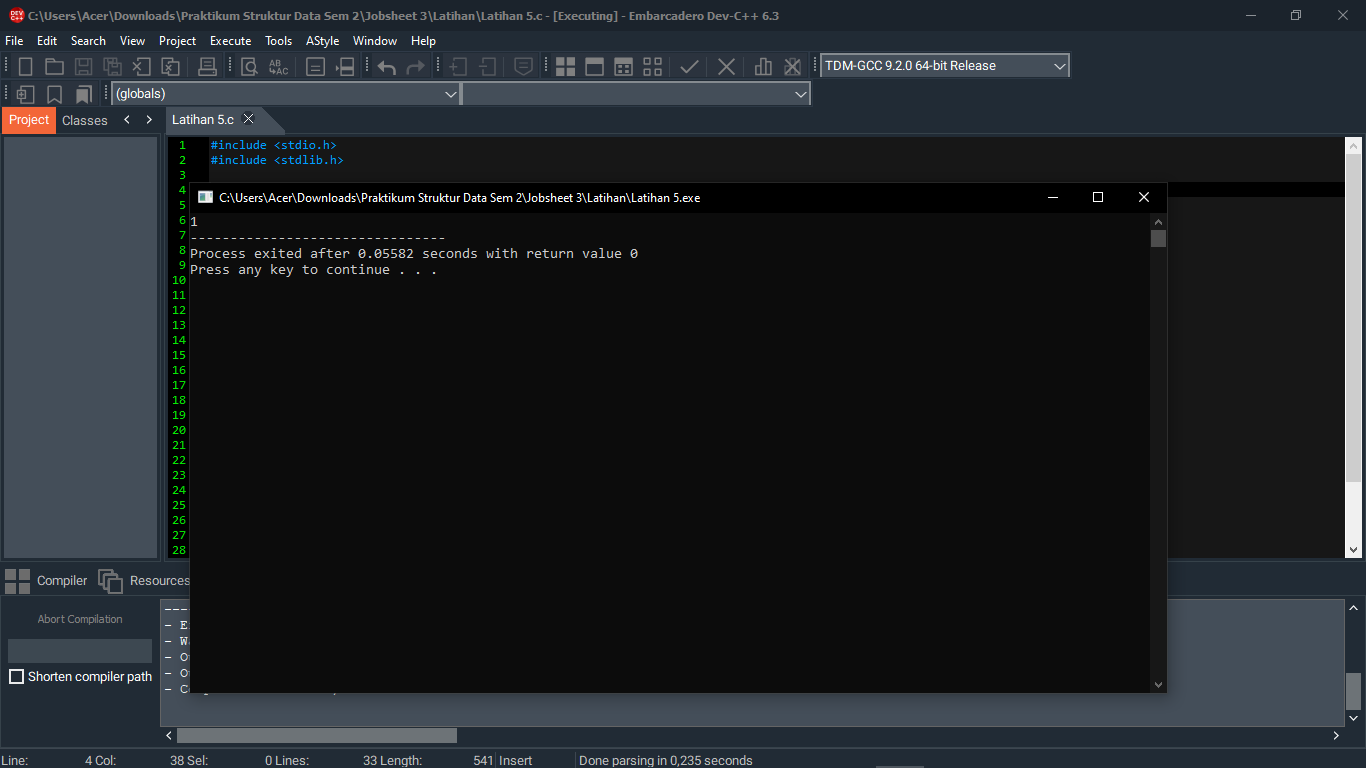 C:\Users\Acer\Downloads\Praktikum Struktur Data Sem 2\Jobsheet 3\Latihan\Latihan 5.c - [Executing] - Embarcadero Dev-C++ 6.3
File Edit Search View Project Execute Tools AStyle Window Help
TDM-GCC 9.2.0 64-bit Release
(globals)
Project Classes
Latihan 5.c
1 #include <stdio.h>
2 #include <stdlib.h>
3
4
5
6
7
8
9
10
11
12
13
14
15
16
17
18
19
20
21
22
23
24
25
26
27
28
C:\Users\Acer\Downloads\Praktikum Struktur Data Sem 2\Jobsheet 3\Latihan\Latihan 5.exe
1
--------------------------------
Process exited after 0.05582 seconds with return value 0
Press any key to continue . . .
Compiler Resources
Abort Compilation
Shorten compiler path
---
- E
- W
- O
- O
- C
Line: 4 Col: 38 Sel: 0 Lines: 33 Length: 541 Insert Done parsing in 0,235 seconds